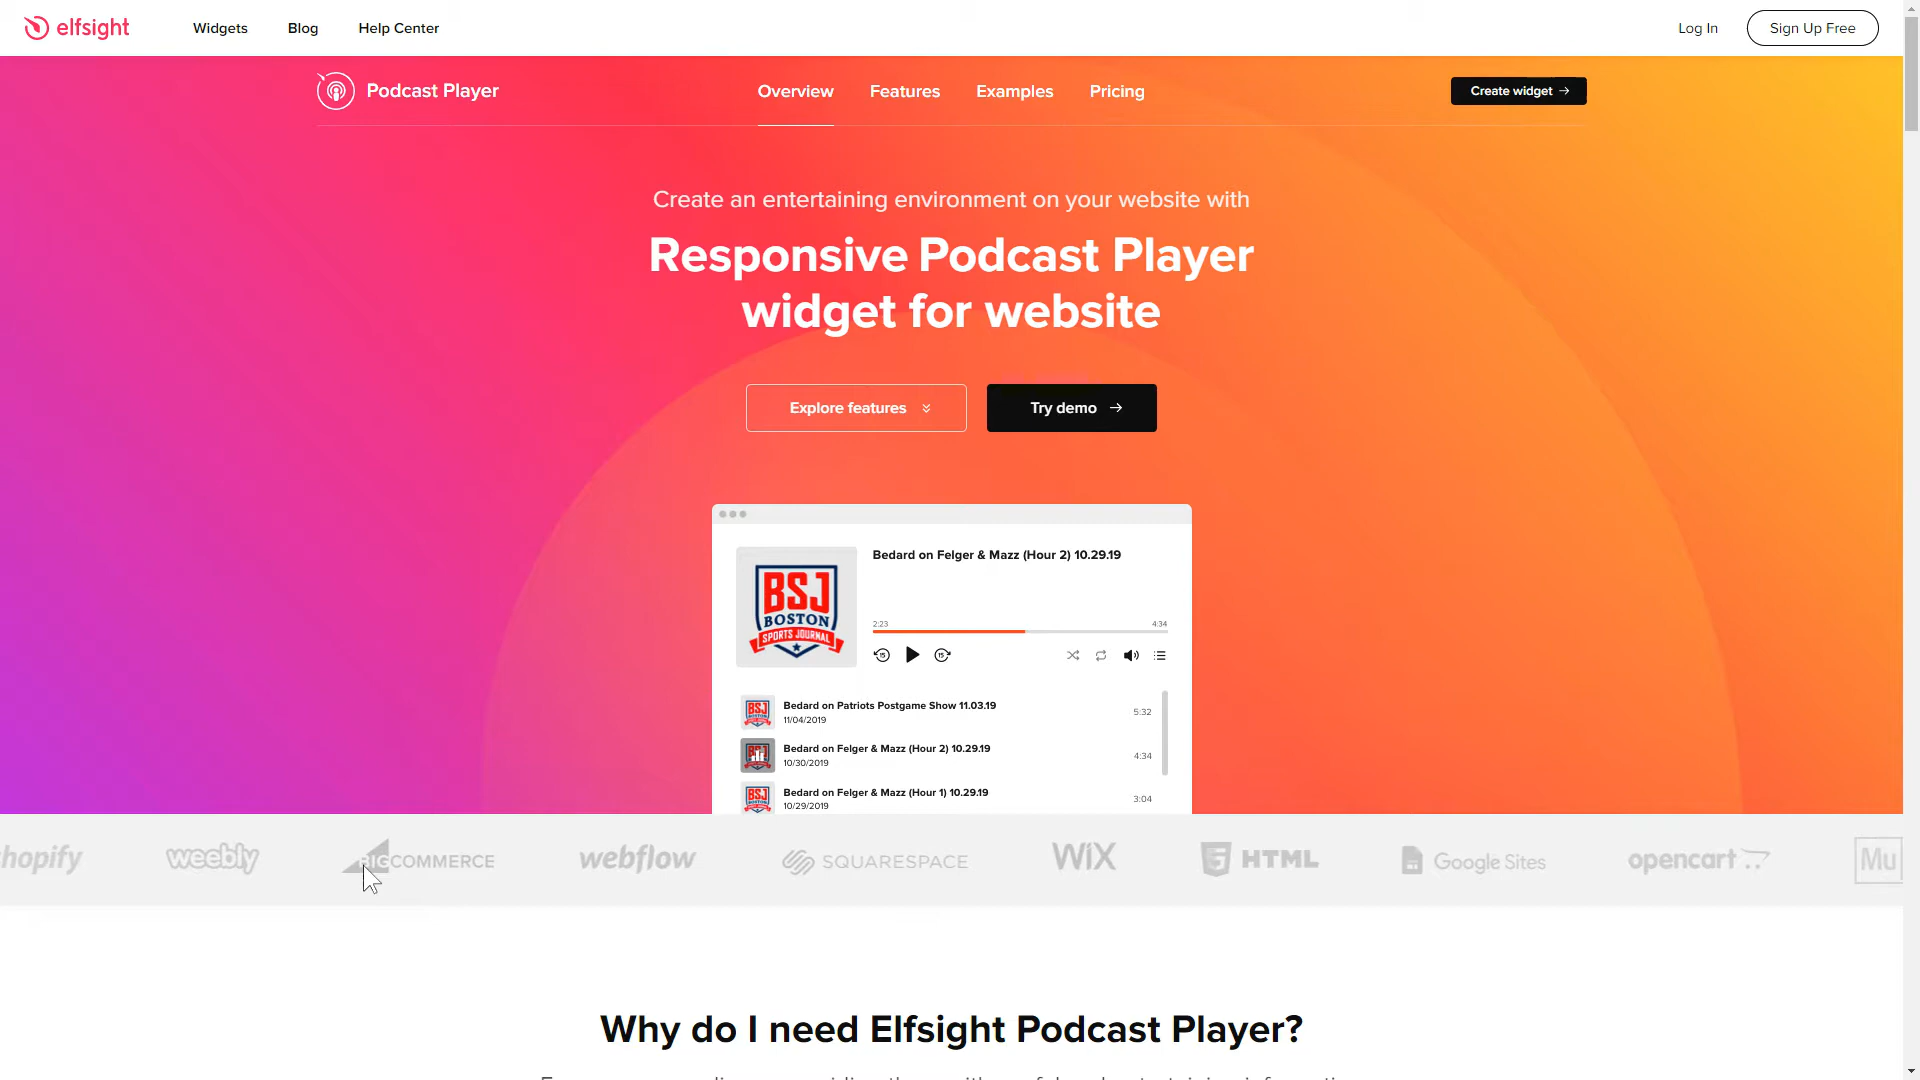 elfsight
Widgets
Blog
Help Center
Log In
Sign Up Free
Podcast Player
Overview
Features
Examples
Pricing
Create widget
Create an entertaining environment on your website with
Responsive Podcast Player
widget for website
Explore features
Try demo
BSJ
BOSTON
SPORTS JOURNAL
Bedard on Felger & Mazz (Hour 2) 10.29.19
2:23
4:34
15
15
Bedard on Patriots Postgame Show 11.03.19
11/04/2019
5:32
Bedard on Felger & Mazz (Hour 2) 10.29.19
10/30/2019
4:34
Bedard on Felger & Mazz (Hour 1) 10.29.19
10/29/2019
3:04
hopify
weebly
BIGCOMMERCE
webflow
SQUARESPACE
WiX
HTML
Google Sites
opencart
Mu
Why do I need Elfsight Podcast Player?